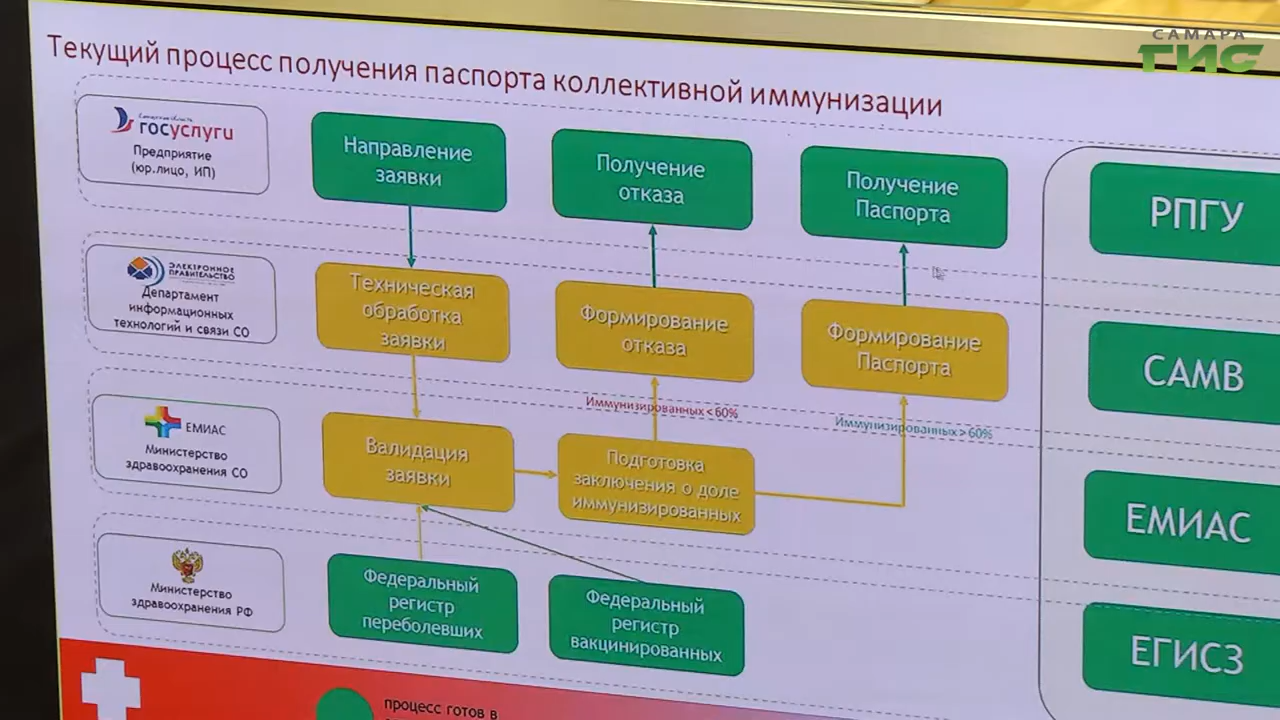 САМАРА
ГИС
Текущий процесс получения паспорта коллективной иммунизации
госуслуги
Предприятие
(юр.лицо, ИП)
Направление
заявки
Получение
отказа
Получение
Паспорта
РПГУ
ЭЛЕКТРОННОЕ
ПРАВИТЕЛЬСТВО
Департамент
информационных
технологий и связи СО
Техническая
обработка
заявки
Формирование
отказа
Формирование
Паспорта
САМВ
Иммунизированных < 60%
Иммунизированных > 60%
ЕМИАС
Министерство
здравоохранения СО
Валидация
заявки
Подготовка
заключения о доле
иммунизированных
ЕМИАС
Министерство
здравоохранения РФ
Федеральный
регистр
переболевших
Федеральный
регистр
вакцинированных
ЕГИСЗ
процесс готов в